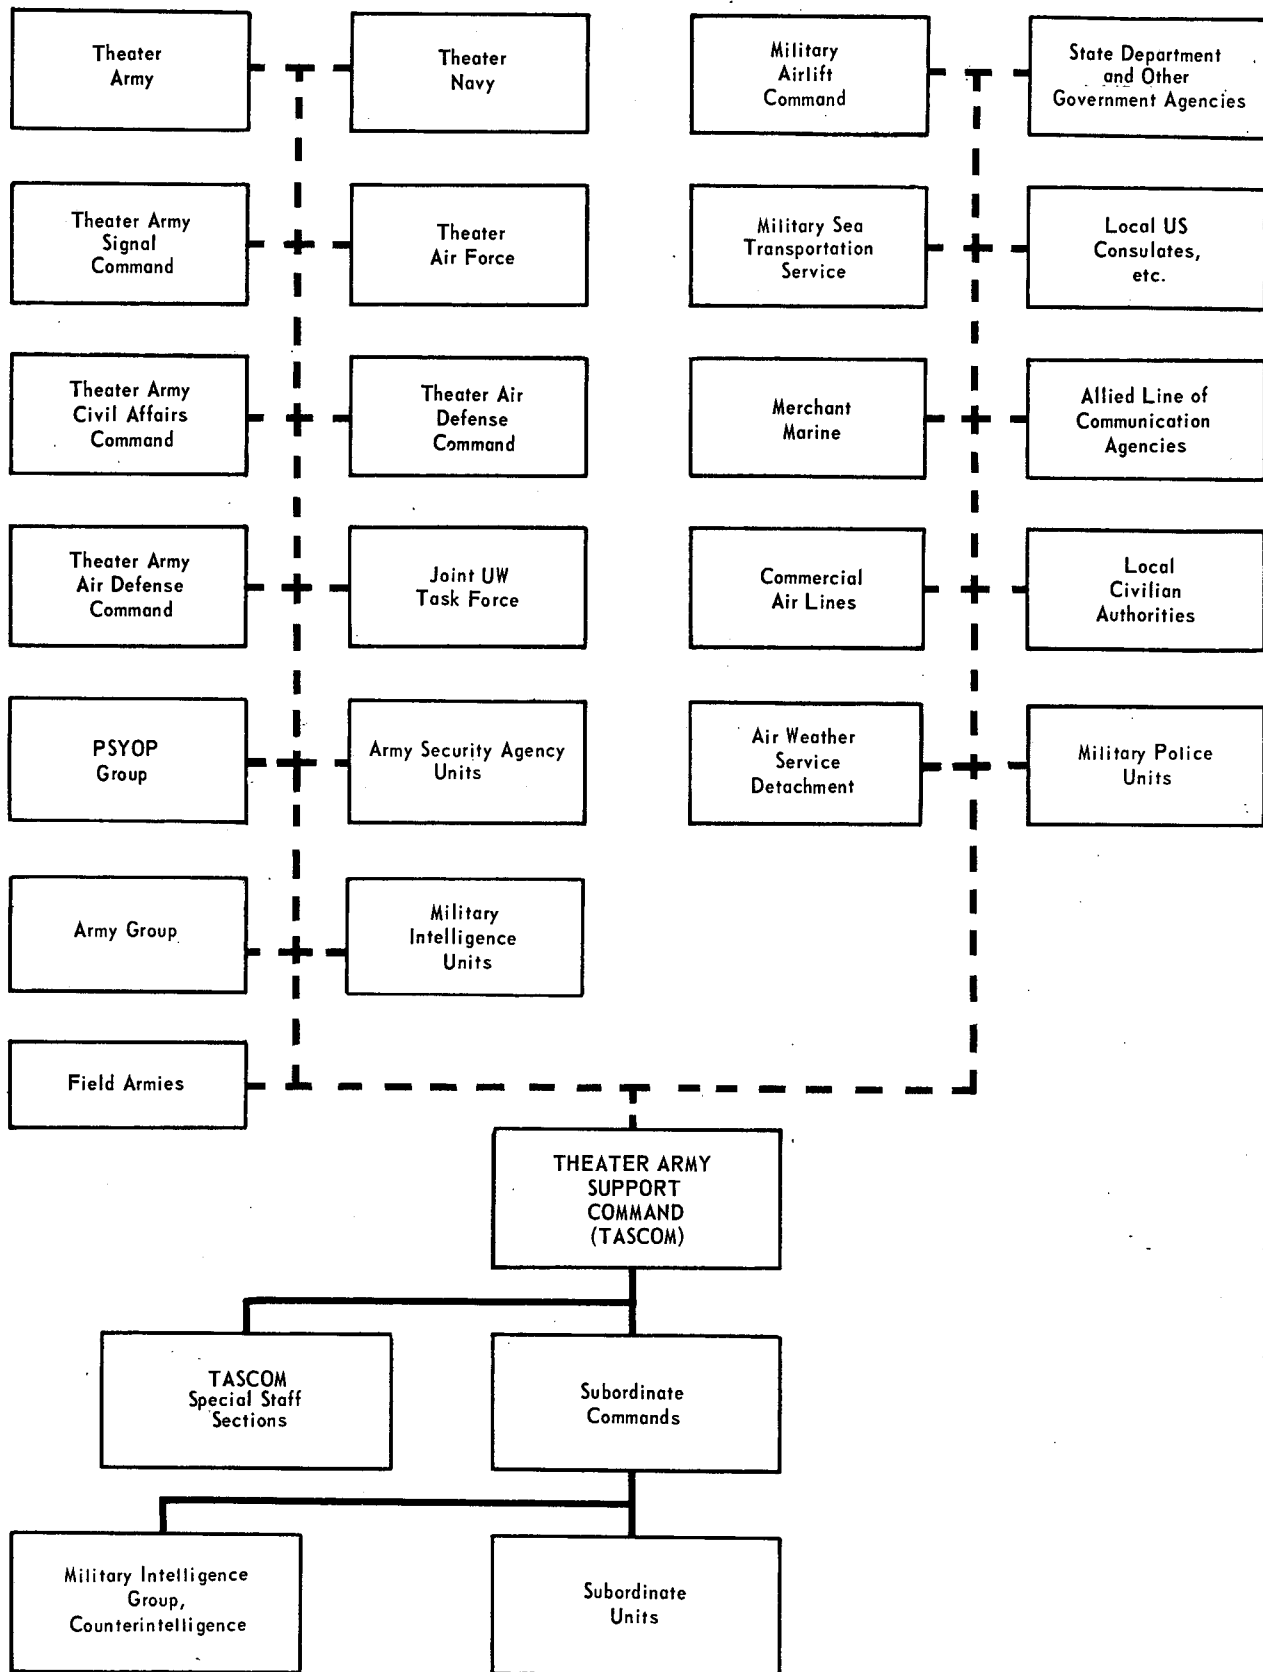 Theater
Army
Theater
Navy
Military
Airlift
Command
State Department
and Other
Government Agencies
Theater Army
Signal
Command
Theater
Air Force
Military Sea
Transportation
Service
Local US
Consulates,
etc.
Theater Army
Civil Affairs
Command
Theater Air
Defense
Command
Merchant
Marine
Allied Line of
Communication
Agencies
Theater Army
Air Defense
Command
Joint UW
Task Force
Commercial
Air Lines
Local
Civilian
Authorities
PSYOP
Group
Army Security Agency
Units
Air Weather
Service
Detachment
Military Police
Units
Army Group
Military
Intelligence
Units
Field Armies
THEATER ARMY
SUPPORT
COMMAND
(TASCOM)
TASCOM
Special Staff
Sections
Subordinate
Commands
Military Intelligence
Group,
Counterintelligence
Subordinate
Units